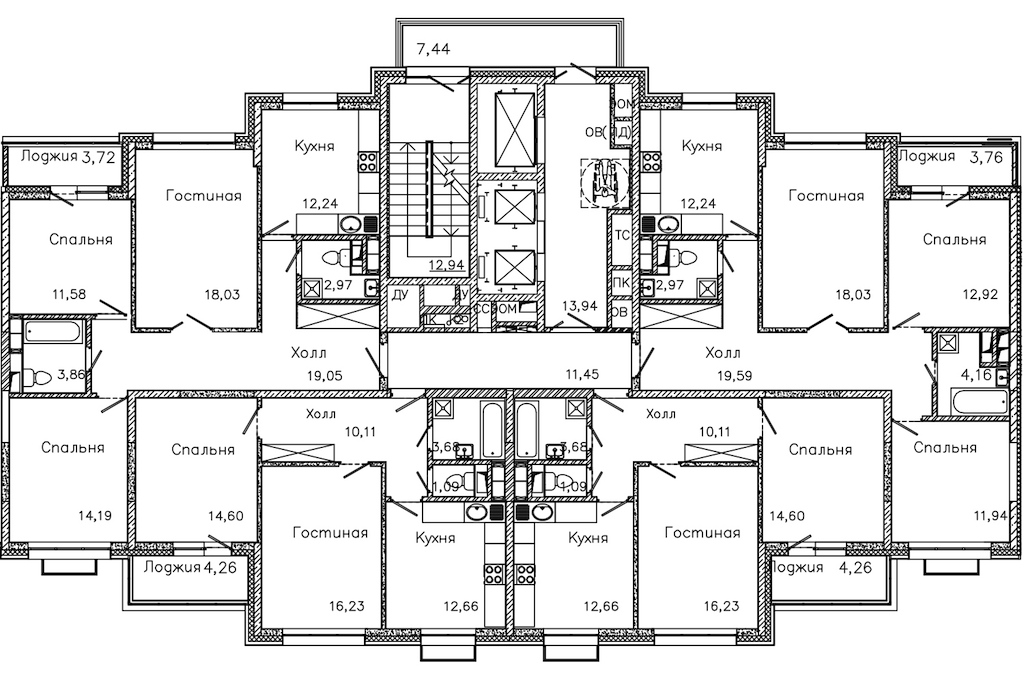 7,44
ОМ
ОВ(ПД)
Кухня
Кухня
Лоджия 3,72
Лоджия 3,76
Гостиная
Гостиная
12,24
12,24
Спальня
Спальня
ТС
12,94
2,97
2,97
ПК
11,58
18,03
ДУ
ДУ
СС
ОМ
13,94
ОВ
18,03
12,92
ПК
Холл
Холл
3,86
19,05
11,45
19,59
4,16
Холл
Холл
10,11
10,11
Спальня
Спальня
3,68
3,68
Спальня
Спальня
1,09
1,09
14,19
14,60
Гостиная
Кухня
Кухня
Гостиная
14,60
11,94
Лоджия 4,26
Лоджия 4,26
16,23
12,66
12,66
16,23